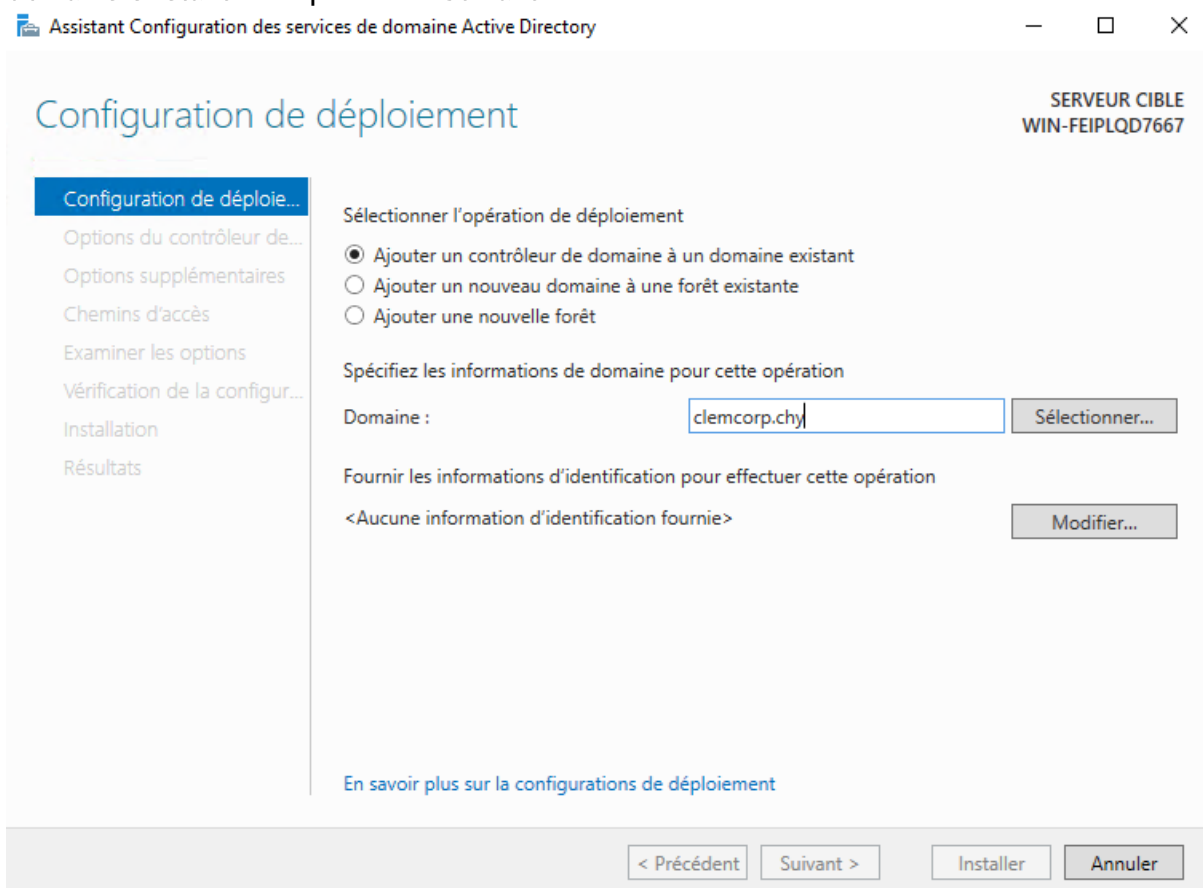 Assistant Configuration des services de domaine Active Directory
Configuration de déploiement
SERVEUR CIBLE
WIN-FEIPLQD7667
Configuration de déploie...
Options du contrôleur de...
Options supplémentaires
Chemins d'accès
Examiner les options
Vérification de la configur...
Installation
Résultats
Sélectionner l'opération de déploiement
Ajouter un contrôleur de domaine à un domaine existant
Ajouter un nouveau domaine à une forêt existante
Ajouter une nouvelle forêt
Spécifiez les informations de domaine pour cette opération
Domaine :
clemcorp.chy
Sélectionner...
Fournir les informations d'identification pour effectuer cette opération
<Aucune information d'identification fournie>
Modifier...
En savoir plus sur la configurations de déploiement
< Précédent
Suivant >
Installer
Annuler